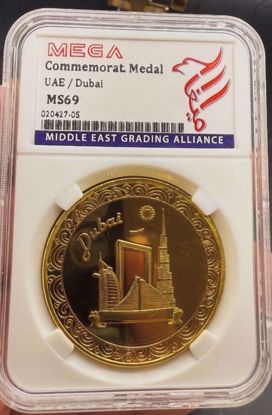 MEGA
Commemorat. Medal
UAE / Dubai
MS69
020427-05
MIDDLE EAST GRADING ALLIANCE
Dubai